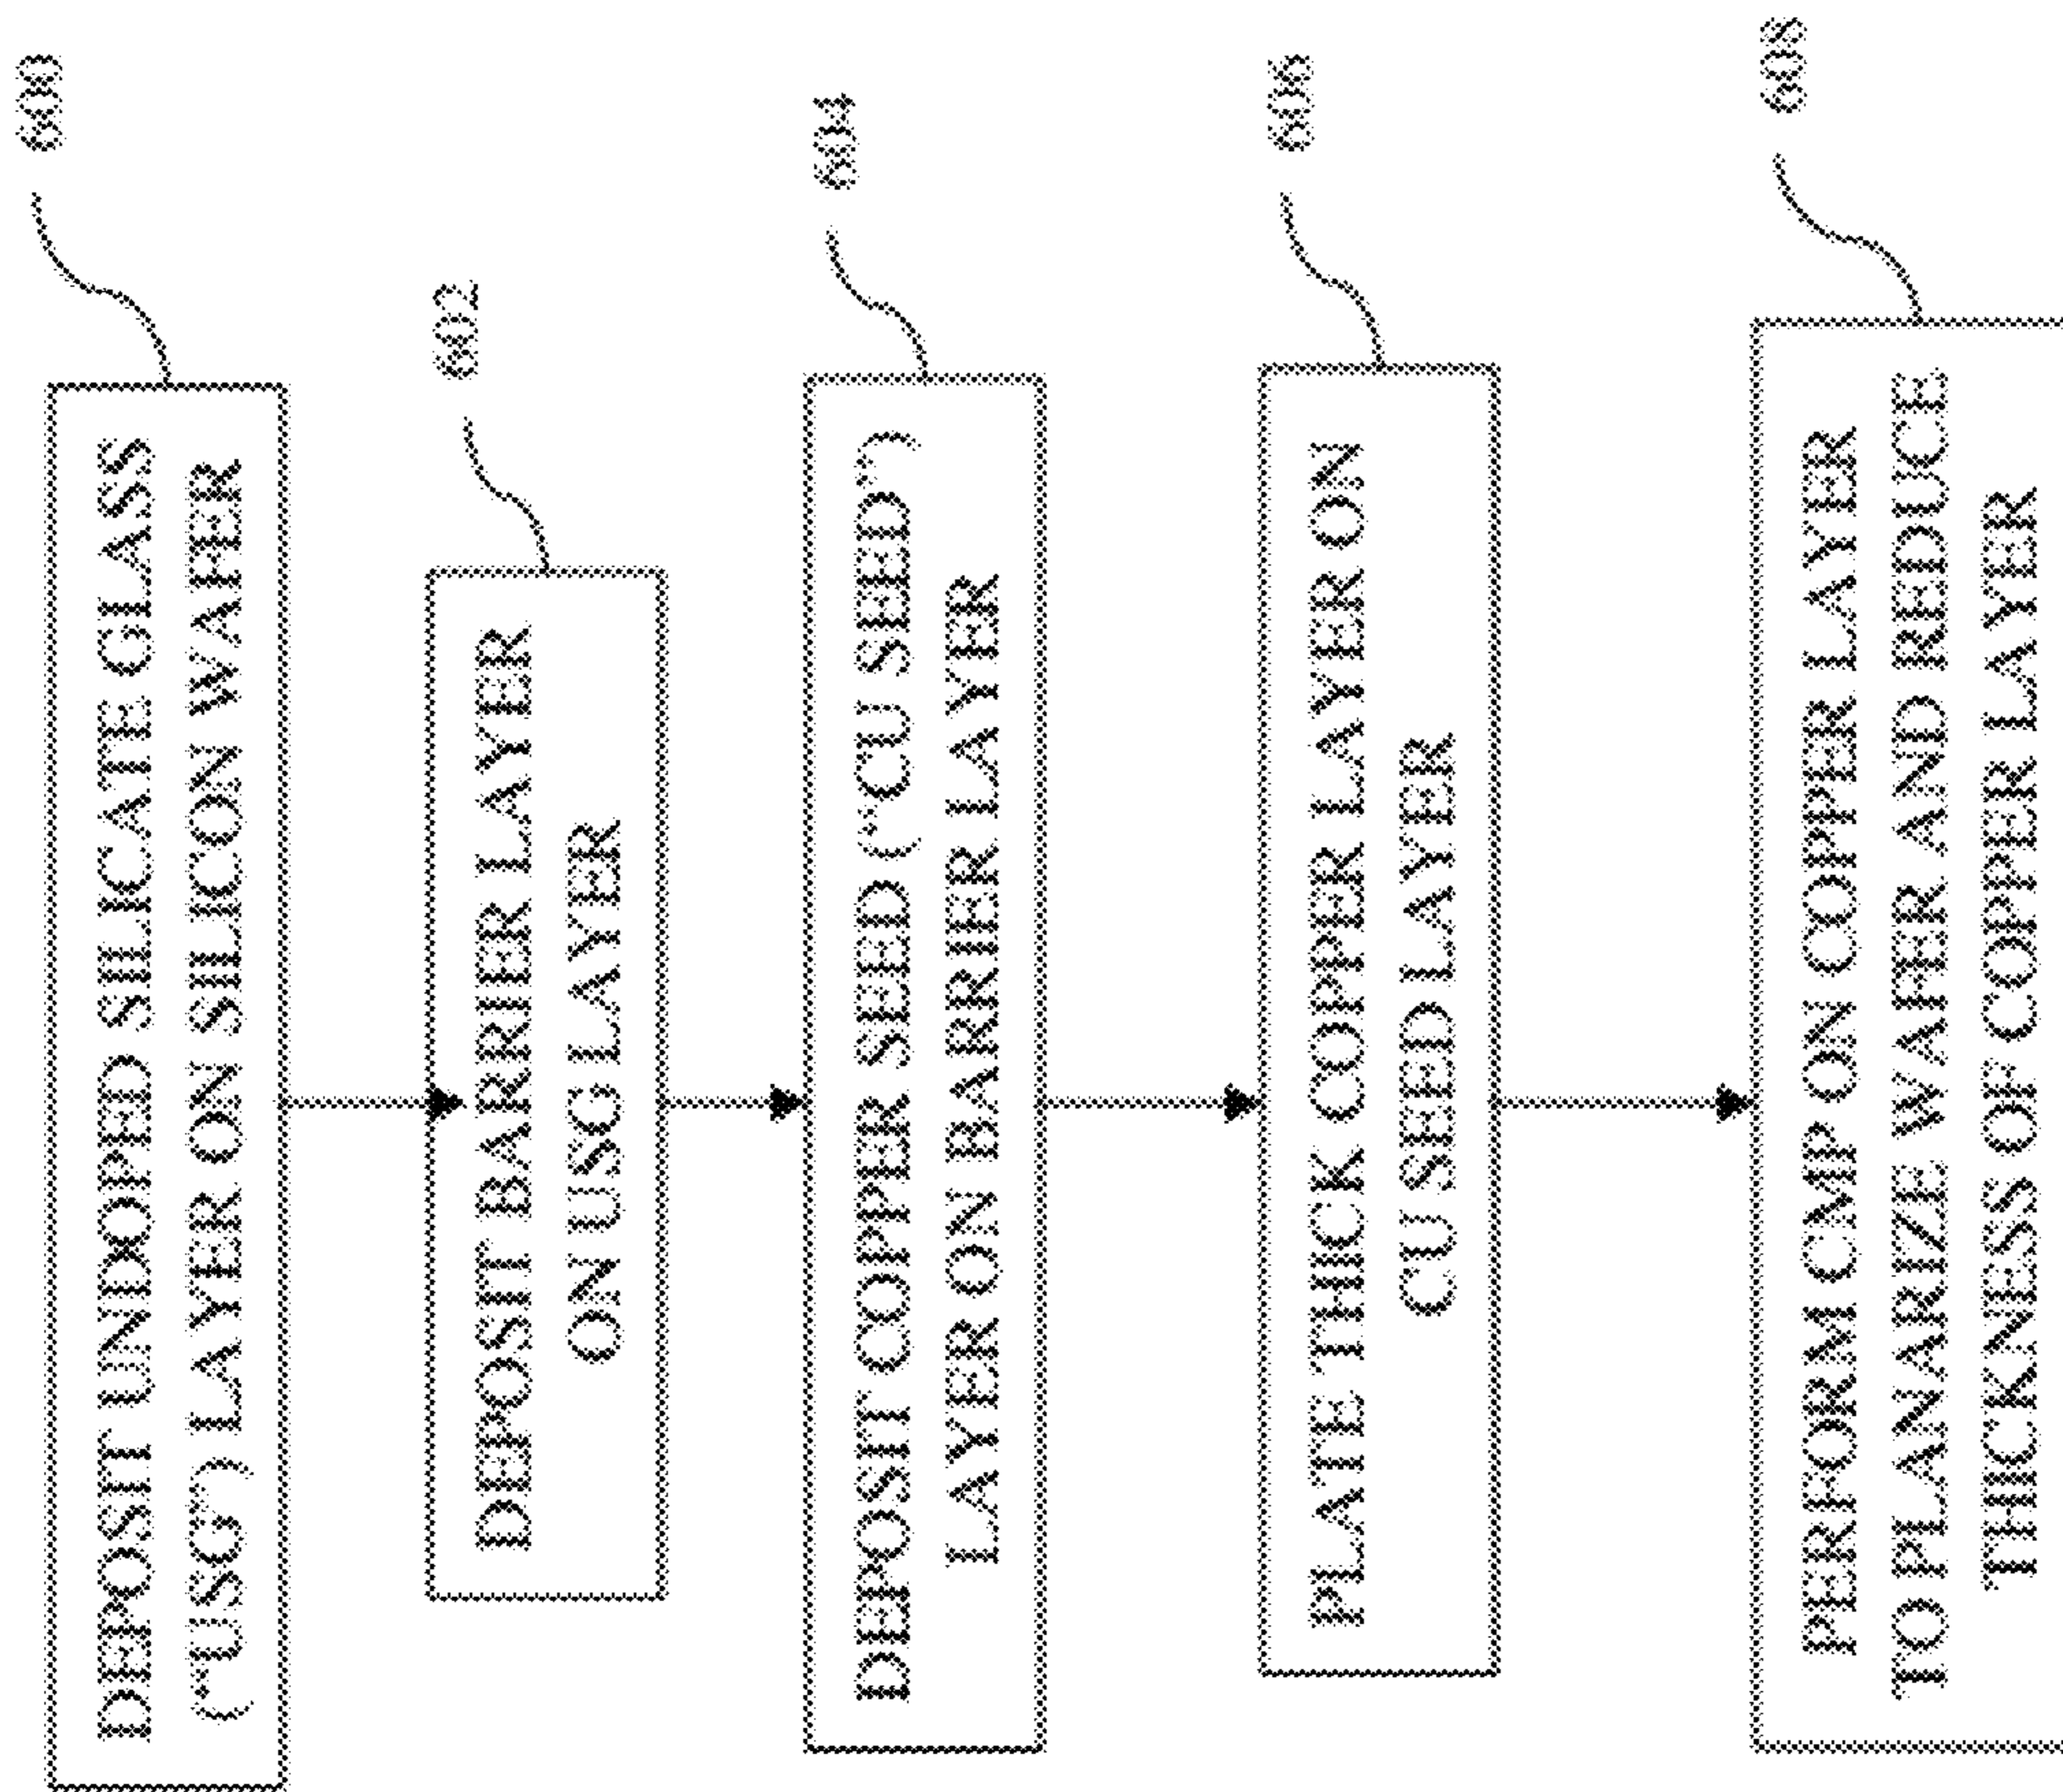 600
DEPOSIT UNDOPED SILICATE GLASS
("USG") LAYER ON SILICON WAFER
602
DEPOSIT BARRIER LAYER
ON USG LAYER
604
DEPOSIT COPPER SEED ("CU SEED")
LAYER ON BARRIER LAYER
606
PLATE THICK COPPER LAYER ON
CU SEED LAYER
608
PERFORM CMP ON COPPER LAYER
TO PLANARIZE WAFER AND REDUCE
THICKNESS OF COPPER LAYER